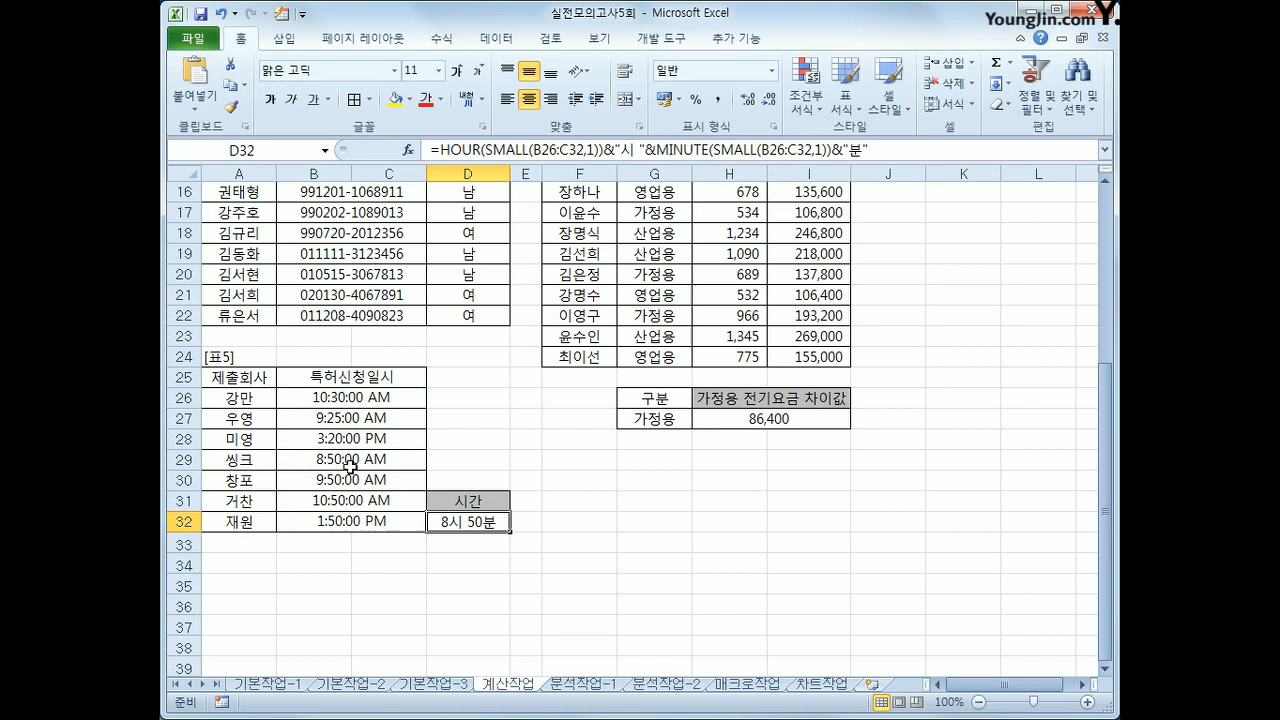 실전모의고사5회 - Microsoft Excel
YoungJin.com Y.
파일 홈 삽입 페이지 레이아웃 수식 데이터 검토 보기 개발 도구 추가 기능
붙여넣기 맑은 고딕 11 가 가 일반 조건부 서식 표 서식 셀 스타일 삽입 삭제 서식 정렬 및 필터 찾기 및 선택
가 가 가 가 내천 % ,
클립보드 글꼴 맞춤 표시 형식 스타일 셀 편집
D32 fx =HOUR(SMALL(B26:C32,1))&"시 "&MINUTE(SMALL(B26:C32,1))&"분"
A B C D E F G H I J K L
16 권태형 991201-1068911 남 장하나 영업용 678 135,600
17 강주호 990202-1089013 남 이윤수 가정용 534 106,800
18 김규리 990720-2012356 여 장명식 산업용 1,234 246,800
19 김동화 011111-3123456 남 김선희 산업용 1,090 218,000
20 김서현 010515-3067813 남 김은정 가정용 689 137,800
21 김서희 020130-4067891 여 강명수 영업용 532 106,400
22 류은서 011208-4090823 여 이영구 가정용 966 193,200
23 윤수인 산업용 1,345 269,000
24 [표5] 최이선 영업용 775 155,000
25 제출회사 특허신청일시
26 강만 10:30:00 AM 구분 가정용 전기요금 차이값
27 우영 9:25:00 AM 가정용 86,400
28 미영 3:20:00 PM
29 씽크 8:50:00 AM
30 창포 9:50:00 AM
31 거찬 10:50:00 AM 시간
32 재원 1:50:00 PM 8시 50분
33
34
35
36
37
38
39
기본작업-1 기본작업-2 기본작업-3 계산작업 분석작업-1 분석작업-2 매크로작업 차트작업
준비 100%